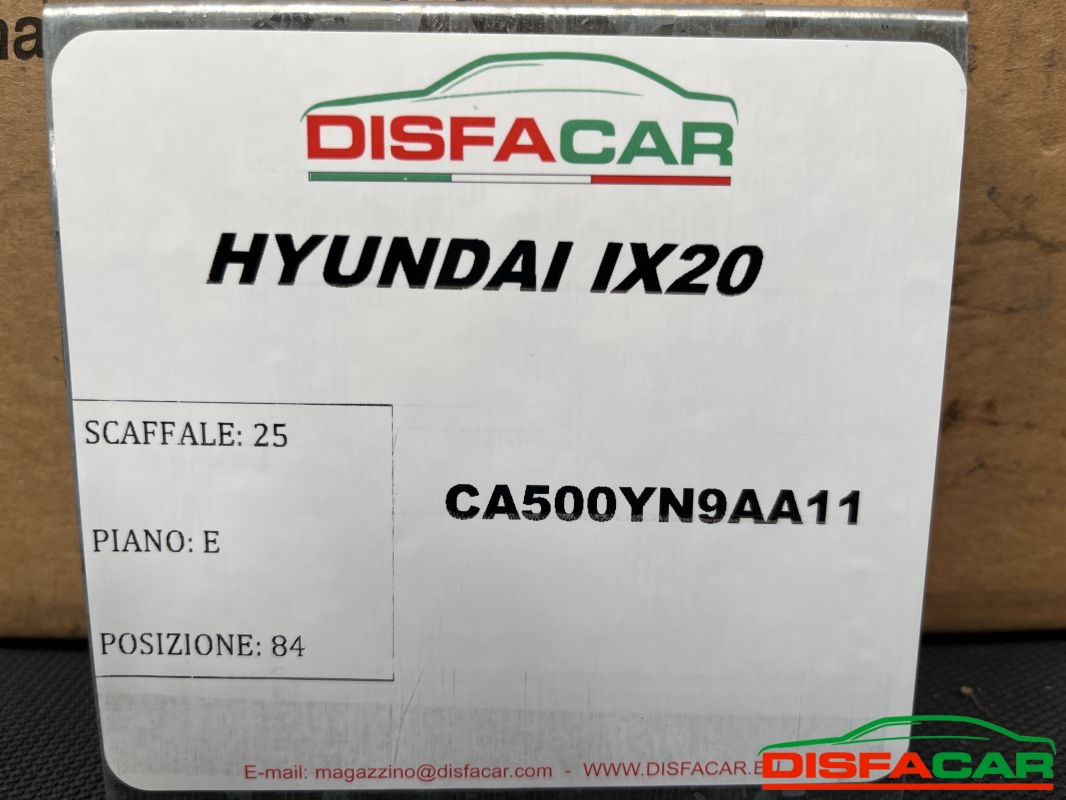 DISFACAR
HYUNDAI IX20
SCAFFALE: 25
CA500YN9AA11
PIANO: E
POSIZIONE: 84
E-mail: magazzino@disfacar.com - WWW.DISFACAR.E
DISFACAR